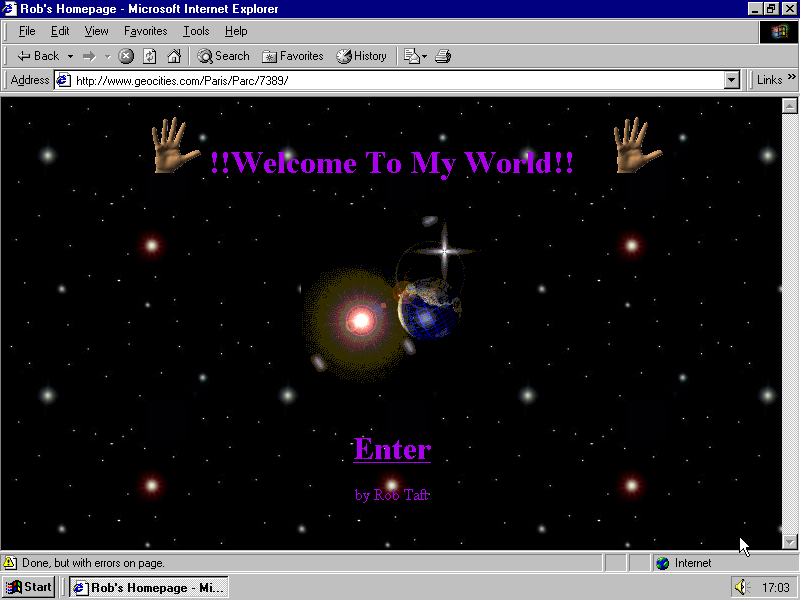 Rob's Homepage - Microsoft Internet Explorer
File Edit View Favorites Tools Help
Back Search Favorites History
Address http://www.geocities.com/Paris/Parc/7389/ Links »
!!Welcome To My World!!
Enter
by Rob Taft
Done, but with errors on page. Internet
Start Rob's Homepage - Mi... 17:03